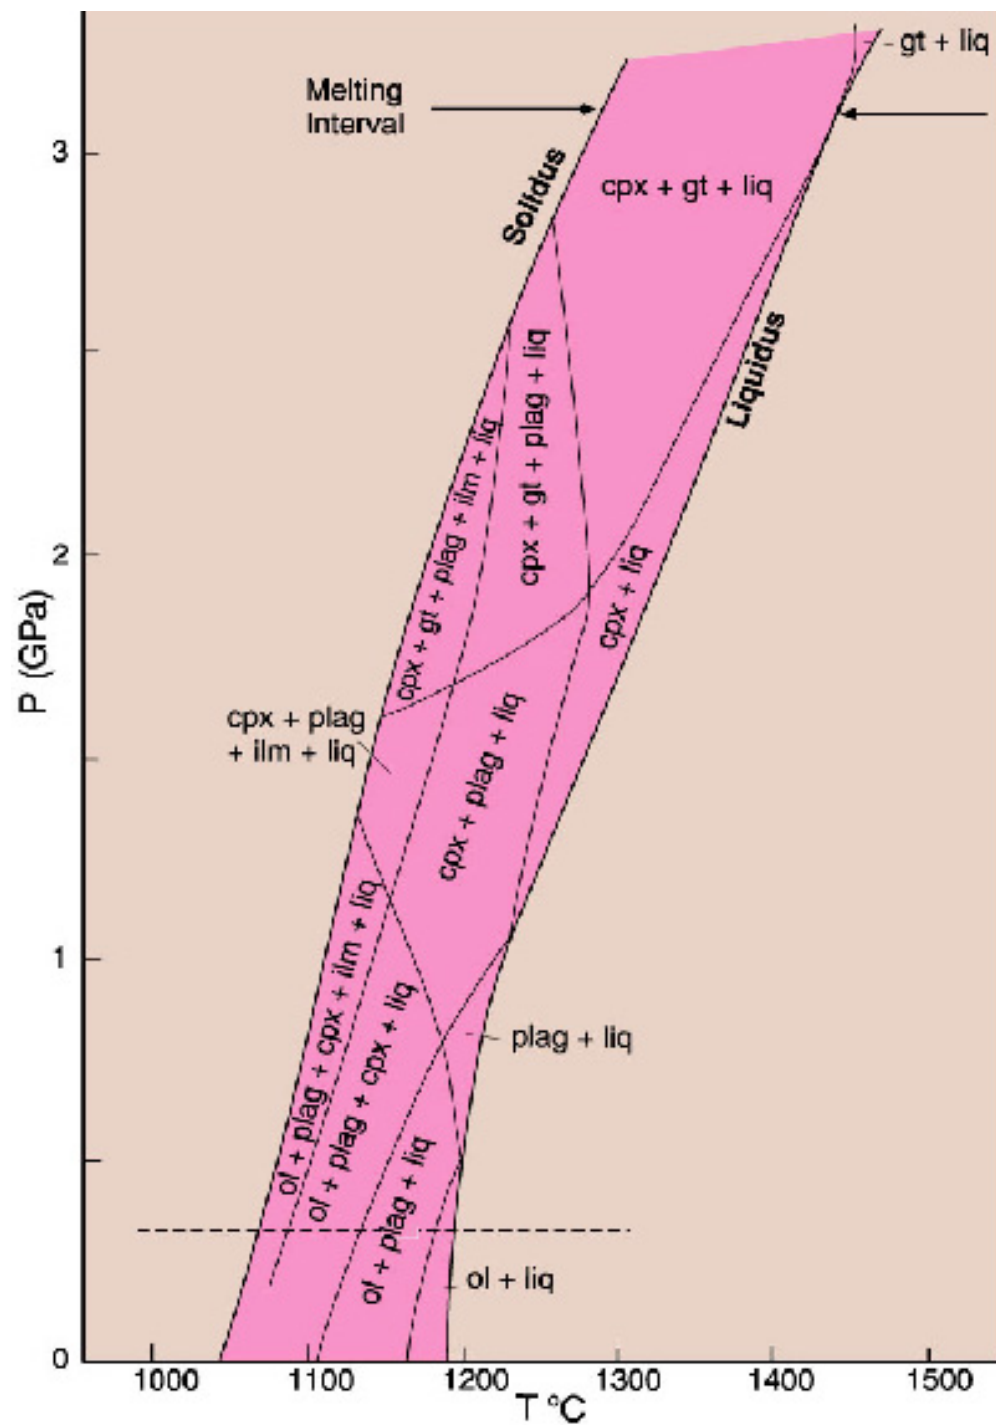 gt + liq
Melting
Interval
3
Solidus
cpx + gt + liq
Liquidus
cpx + gt + plag + liq
cpx + gt + plag + ilm + liq
2
cpx + liq
P (GPa)
cpx + plag
+ ilm + liq
cpx + plag + liq
1
ol + plag + cpx + ilm + liq
ol + plag + cpx + liq
plag + liq
ol + plag + liq
ol + liq
0
1000 1100 1200 1300 1400 1500
T °C